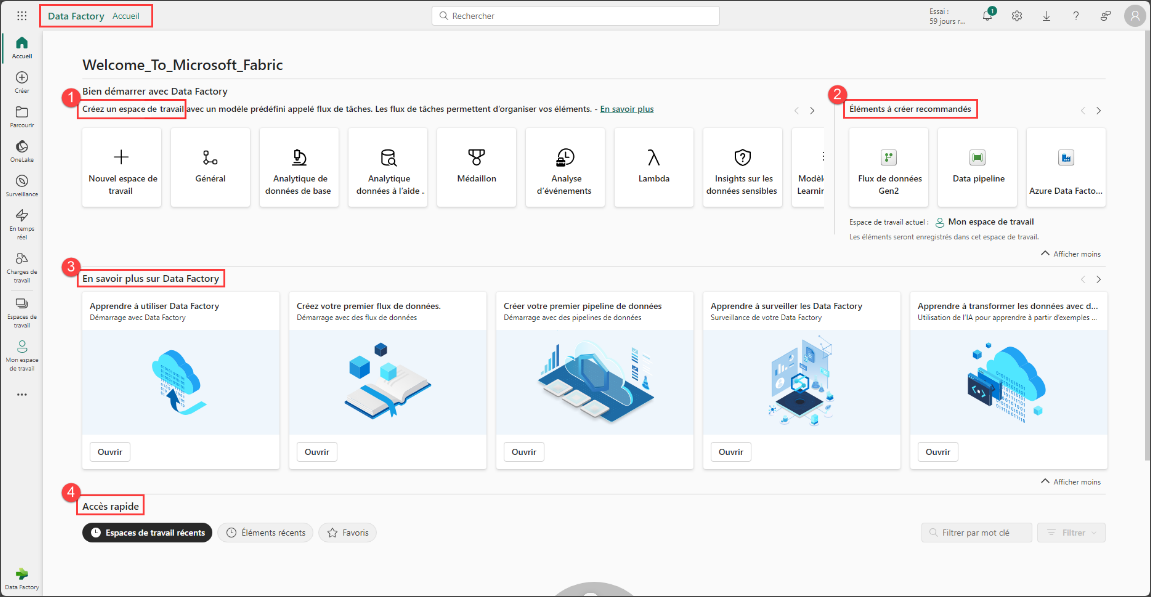 Data Factory Accueil
Rechercher
Essai :
59 jours r...
1
?
Accueil
Créer
Parcourir
OneLake
Surveillance
En temps
réel
Charges de
travail
Espaces de
travail
Mon espace
de travail
Data Factory
Welcome_To_Microsoft_Fabric
Bien démarrer avec Data Factory
1
Créez un espace de travail avec un modèle prédéfini appelé flux de tâches. Les flux de tâches permettent d'organiser vos éléments. - En savoir plus
Nouvel espace de
travail
Général
Analytique de
données de base
Analytique
données à l'aide .
Médaillon
Analyse
d'événements
Lambda
Insights sur les
données sensibles
Modèle
Learnin
2
Éléments à créer recommandés
Flux de données
Gen2
Data pipeline
Azure Data Facto...
Espace de travail actuel : Mon espace de travail
Les éléments seront enregistrés dans cet espace de travail.
Afficher moins
3
En savoir plus sur Data Factory
Apprendre à utiliser Data Factory
Démarrage avec Data Factory
Ouvrir
Créez votre premier flux de données.
Démarrage avec des flux de données
Ouvrir
Créer votre premier pipeline de données
Démarrage avec des pipelines de données
Ouvrir
Apprendre à surveiller les Data Factory
Surveillance de votre Data Factory
Ouvrir
Apprendre à transformer les données avec d...
Utilisation de l'IA pour apprendre à partir d'exemples ...
Ouvrir
Afficher moins
4
Accès rapide
Espaces de travail récents
Éléments récents
Favoris
Filtrer par mot clé
Filtrer